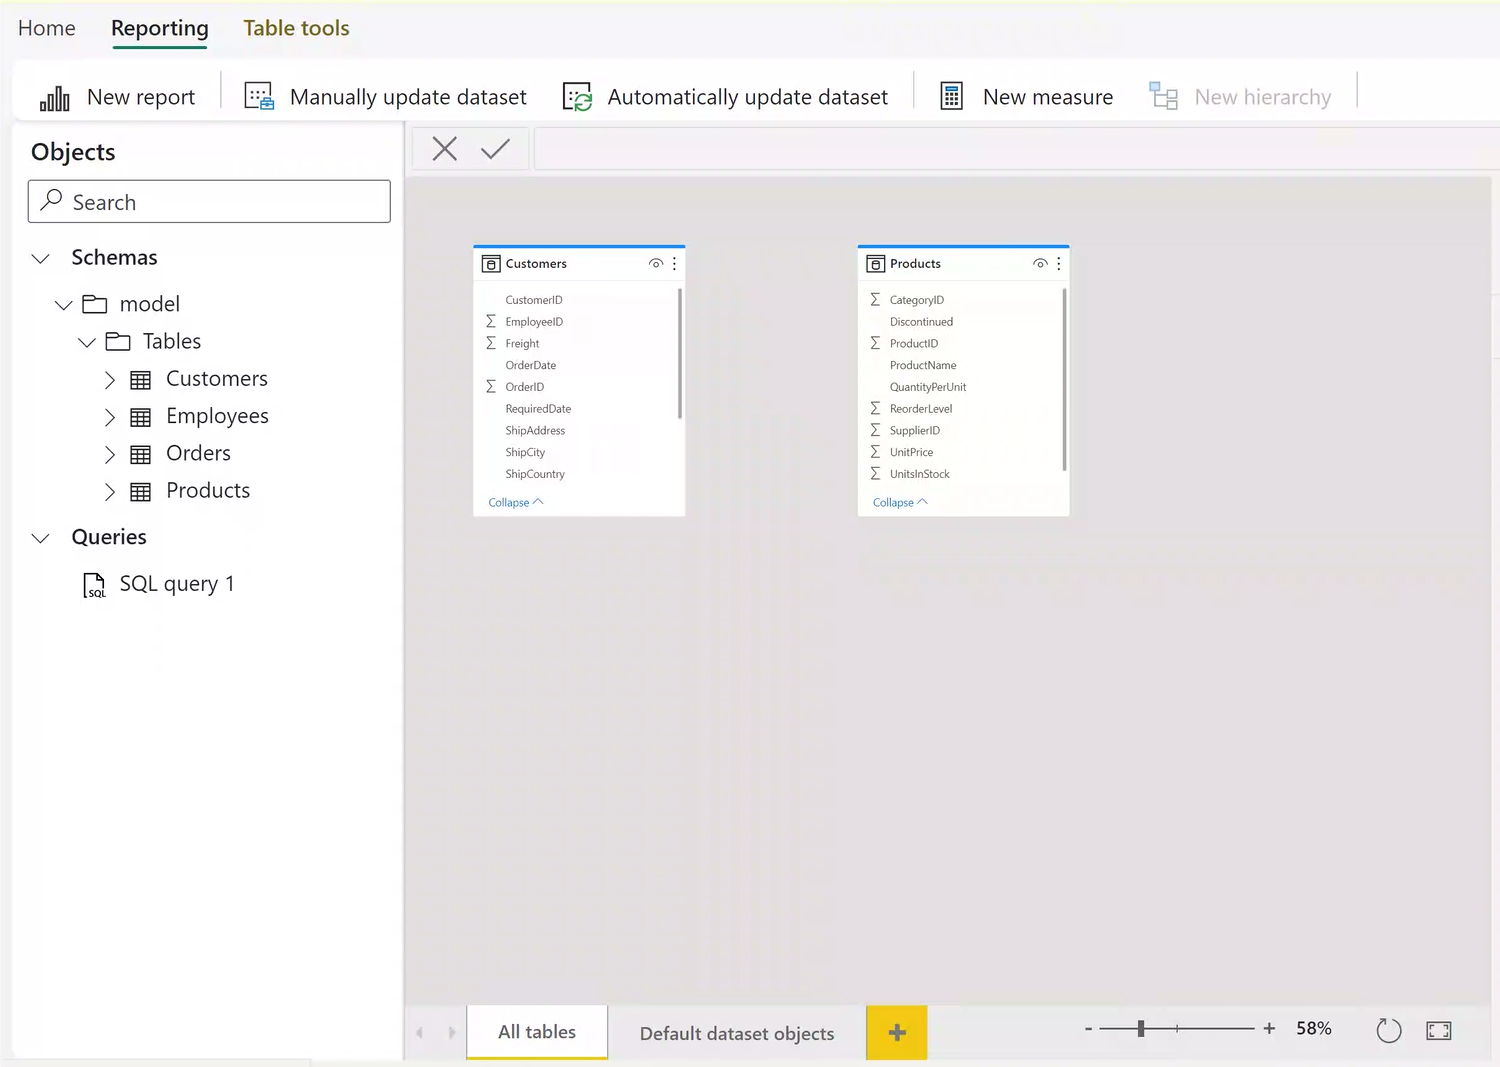 Home Reporting Table tools
New report Manually update dataset Automatically update dataset New measure New hierarchy
Objects
Search
Schemas
model
Tables
Customers
Employees
Orders
Products
Queries
SQL query 1
Customers
CustomerID
EmployeeID
Freight
OrderDate
OrderID
RequiredDate
ShipAddress
ShipCity
ShipCountry
Collapse
Products
CategoryID
Discontinued
ProductID
ProductName
QuantityPerUnit
ReorderLevel
SupplierID
UnitPrice
UnitsInStock
Collapse
All tables Default dataset objects + - + 58%